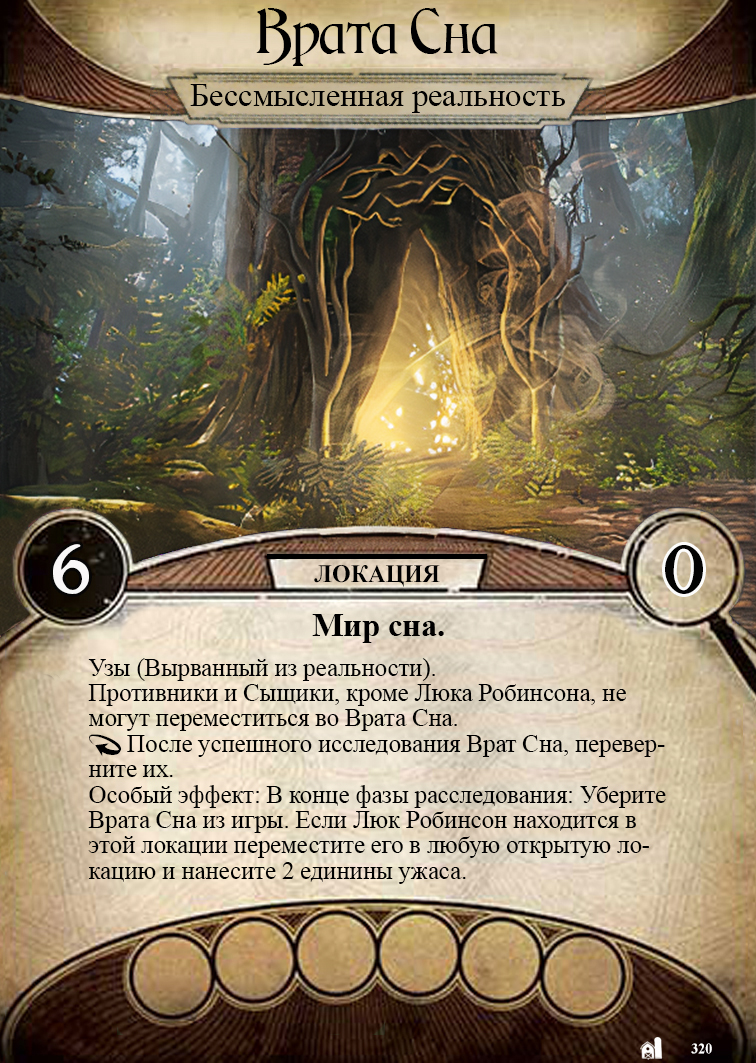 Врата Сна
Бессмысленная реальность
6
ЛОКАЦИЯ
0
Мир сна.
Узы (Вырванный из реальности).
Противники и Сыщики, кроме Люка Робинсона, не
могут переместиться во Врата Сна.
После успешного исследования Врат Сна, перевер-
ните их.
Особый эффект: В конце фазы расследования: Уберите
Врата Сна из игры. Если Люк Робинсон находится в
этой локации переместите его в любую открытую ло-
кацию и нанесите 2 единины ужаса.
320